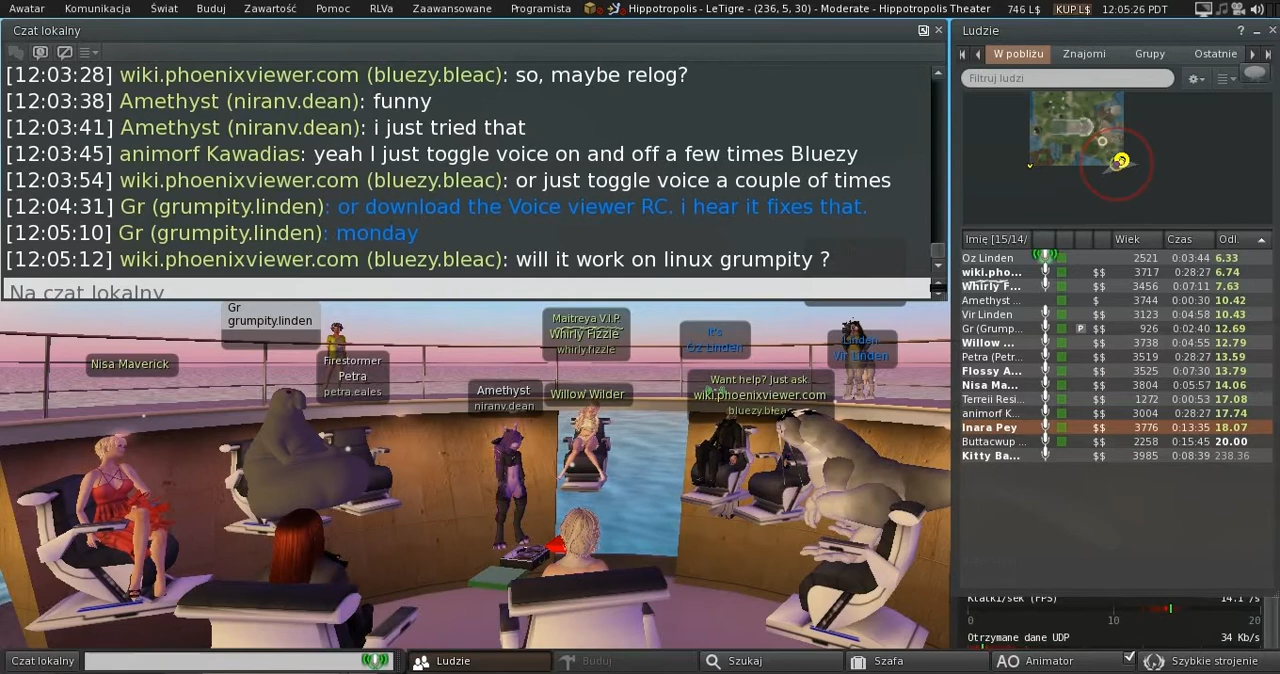 Awatar Komunikacja Świat Buduj Zawartość Pomoc RLVa Zaawansowane Programista Hippotropolis - LeTigre - (236, 5, 30) - Moderate - Hippotropolis Theater 746 L$ KUP L$ 12:05:26 PDT
Czat lokalny
[12:03:28] wiki.phoenixviewer.com (bluezy.bleac): so, maybe relog?
[12:03:38] Amethyst (niranv.dean): funny
[12:03:41] Amethyst (niranv.dean): i just tried that
[12:03:45] animorf Kawadias: yeah I just toggle voice on and off a few times Bluezy
[12:03:54] wiki.phoenixviewer.com (bluezy.bleac): or just toggle voice a couple of times
[12:04:31] Gr (grumpity.linden): or download the Voice viewer RC. i hear it fixes that.
[12:05:10] Gr (grumpity.linden): monday
[12:05:12] wiki.phoenixviewer.com (bluezy.bleac): will it work on linux grumpity ?
Na czat lokalny
Gr
grumpity.linden
Nisa Maverick
Firestormer
Petra
petra.eales
Amethyst
niranv.dean
Maitreya V.I.P.
Whirly Fizzle
whirly.fizzle
Willow Wilder
It's
Oz Linden
Want help? Just ask
wiki.phoenixviewer.com
bluezy.bleac
Linden
Vir Linden
Ludzie
? 
W pobliżu Znajomi Grupy Ostatnie
Filtruj ludzi
Imię [15/14/ Wiek Czas Odl.
Oz Linden 2521 0:03:44 6.33
wiki.pho... $$ 3717 0:28:27 6.74
Whirly F... $$ 3456 0:07:11 7.63
Amethyst ... $$ 3744 0:00:30 10.42
Vir Linden $$ 3123 0:04:58 10.43
Gr (Grump... P $$ 926 0:02:40 12.69
Willow ... $$ 3738 0:04:55 12.79
Petra (Petr... $$ 3519 0:28:27 13.59
Flossy A... $$ 3525 0:07:30 13.79
Nisa Ma... $$ 3804 0:05:57 14.06
Terreii Resi... $$ 1272 0:00:53 17.08
animorf K... $$ 3004 0:28:27 17.74
Inara Pey $$ 3776 0:13:35 18.07
Buttacwup ... $$ 2258 0:15:45 20.00
Kitty Ba... $$ 3985 0:08:39 238.36
Klatki/sek (FPS) 14.1 /s
0 10 20
Otrzymane dane UDP 34 Kb/s
Czat lokalny Ludzie Buduj Szukaj Szafa AO Animator Szybkie strojenie